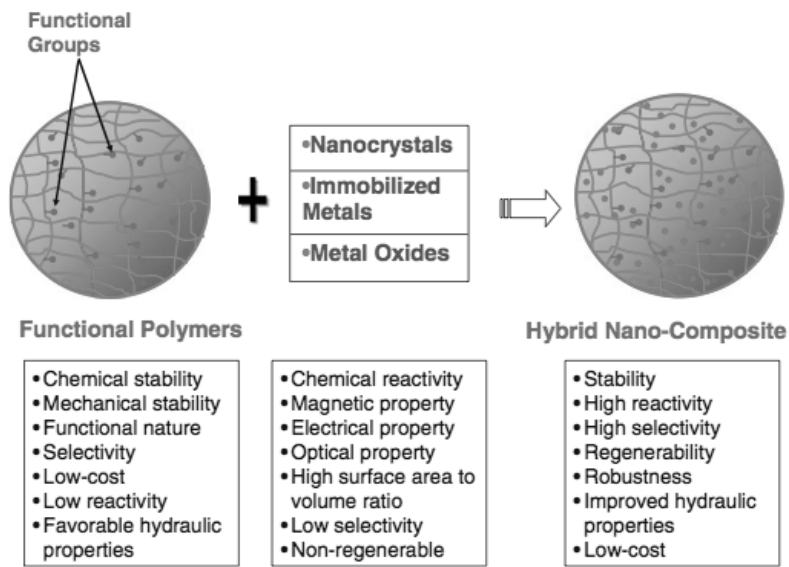 Functional
Groups
•Nanocrystals
•Immobilized
Metals
•Metal Oxides
Functional Polymers
Hybrid Nano-Composite
•Chemical stability
•Mechanical stability
•Functional nature
•Selectivity
•Low-cost
•Low reactivity
•Favorable hydraulic
properties
•Chemical reactivity
•Magnetic property
•Electrical property
•Optical property
•High surface area to
volume ratio
•Low selectivity
•Non-regenerable
•Stability
•High reactivity
•High selectivity
•Regenerability
•Robustness
•Improved hydraulic
properties
•Low-cost